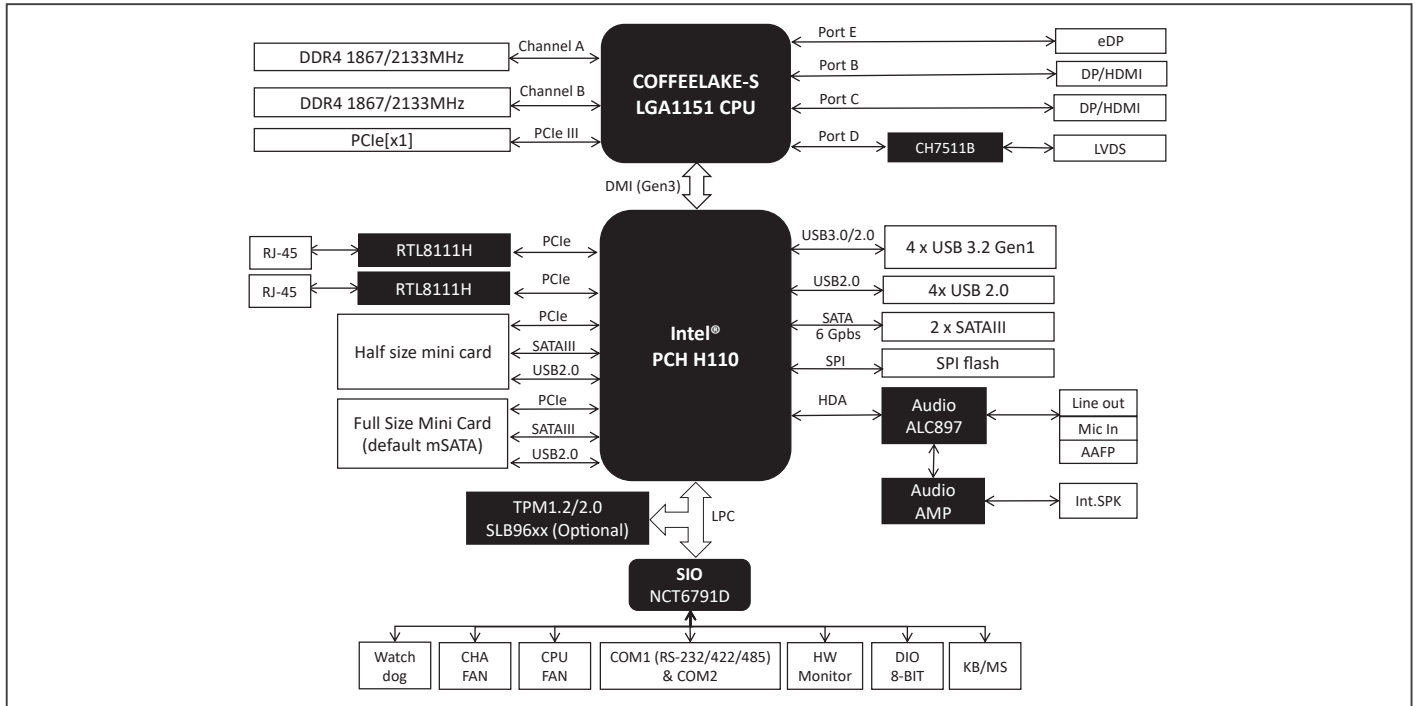 DDR4 1867/2133MHz
Channel A
DDR4 1867/2133MHz
Channel B
PCIe[x1]
PCIe III
COFFEELAKE-S
LGA1151 CPU
Port E
eDP
Port B
DP/HDMI
Port C
DP/HDMI
Port D
CH7511B
LVDS
DMI (Gen3)
RJ-45
RTL8111H
PCIe
RJ-45
RTL8111H
PCIe
Half size mini card
PCIe
SATAIII
USB2.0
Full Size Mini Card
(default mSATA)
PCIe
SATAIII
USB2.0
Intel®
PCH H110
USB3.0/2.0
4 x USB 3.2 Gen1
USB2.0
4x USB 2.0
SATA
6 Gpbs
2 x SATAIII
SPI
SPI flash
HDA
Audio
ALC897
Line out
Mic In
AAFP
Audio
AMP
Int.SPK
TPM1.2/2.0
SLB96xx (Optional)
LPC
SIO
NCT6791D
Watch
dog
CHA
FAN
CPU
FAN
COM1 (RS-232/422/485)
& COM2
HW
Monitor
DIO
8-BIT
KB/MS